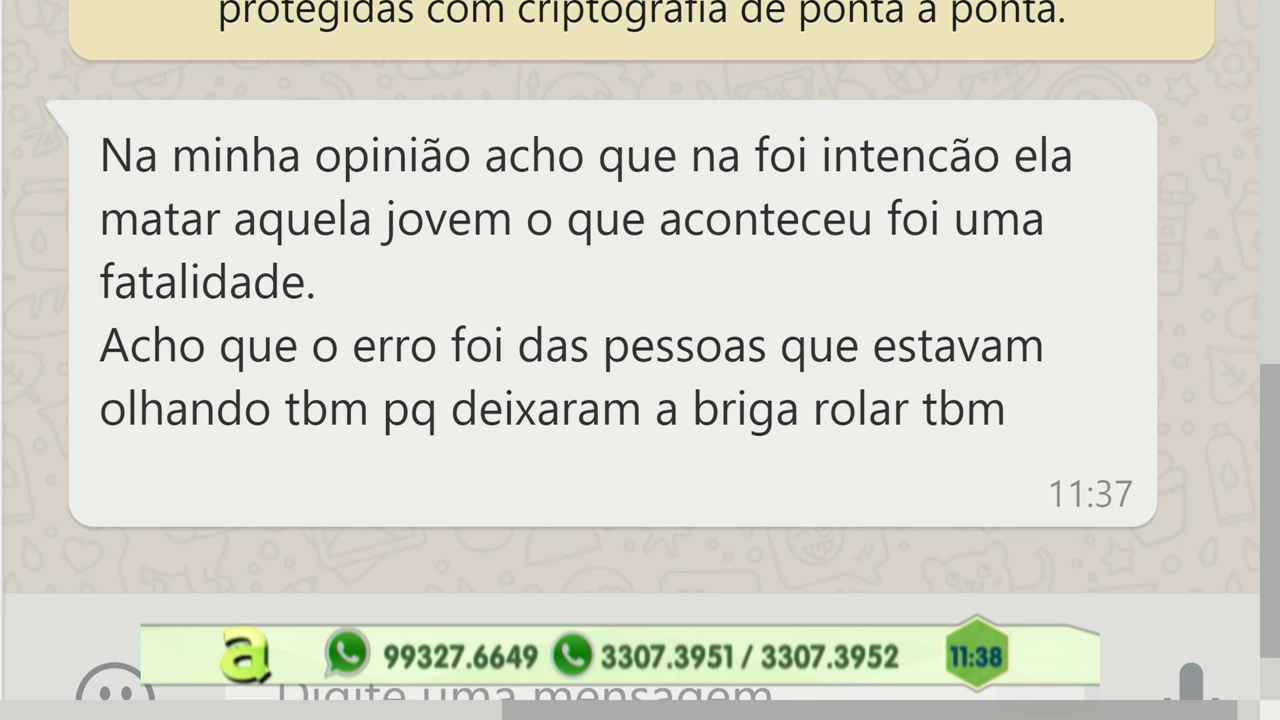 protegidas com criptografia de ponta a ponta.
Na minha opinião acho que na foi intencão ela
matar aquela jovem o que aconteceu foi uma
fatalidade.
Acho que o erro foi das pessoas que estavam
olhando tbm pq deixaram a briga rolar tbm
11:37
a 99327.6649 3307.3951 / 3307.3952 11:38
Digite uma mensagem